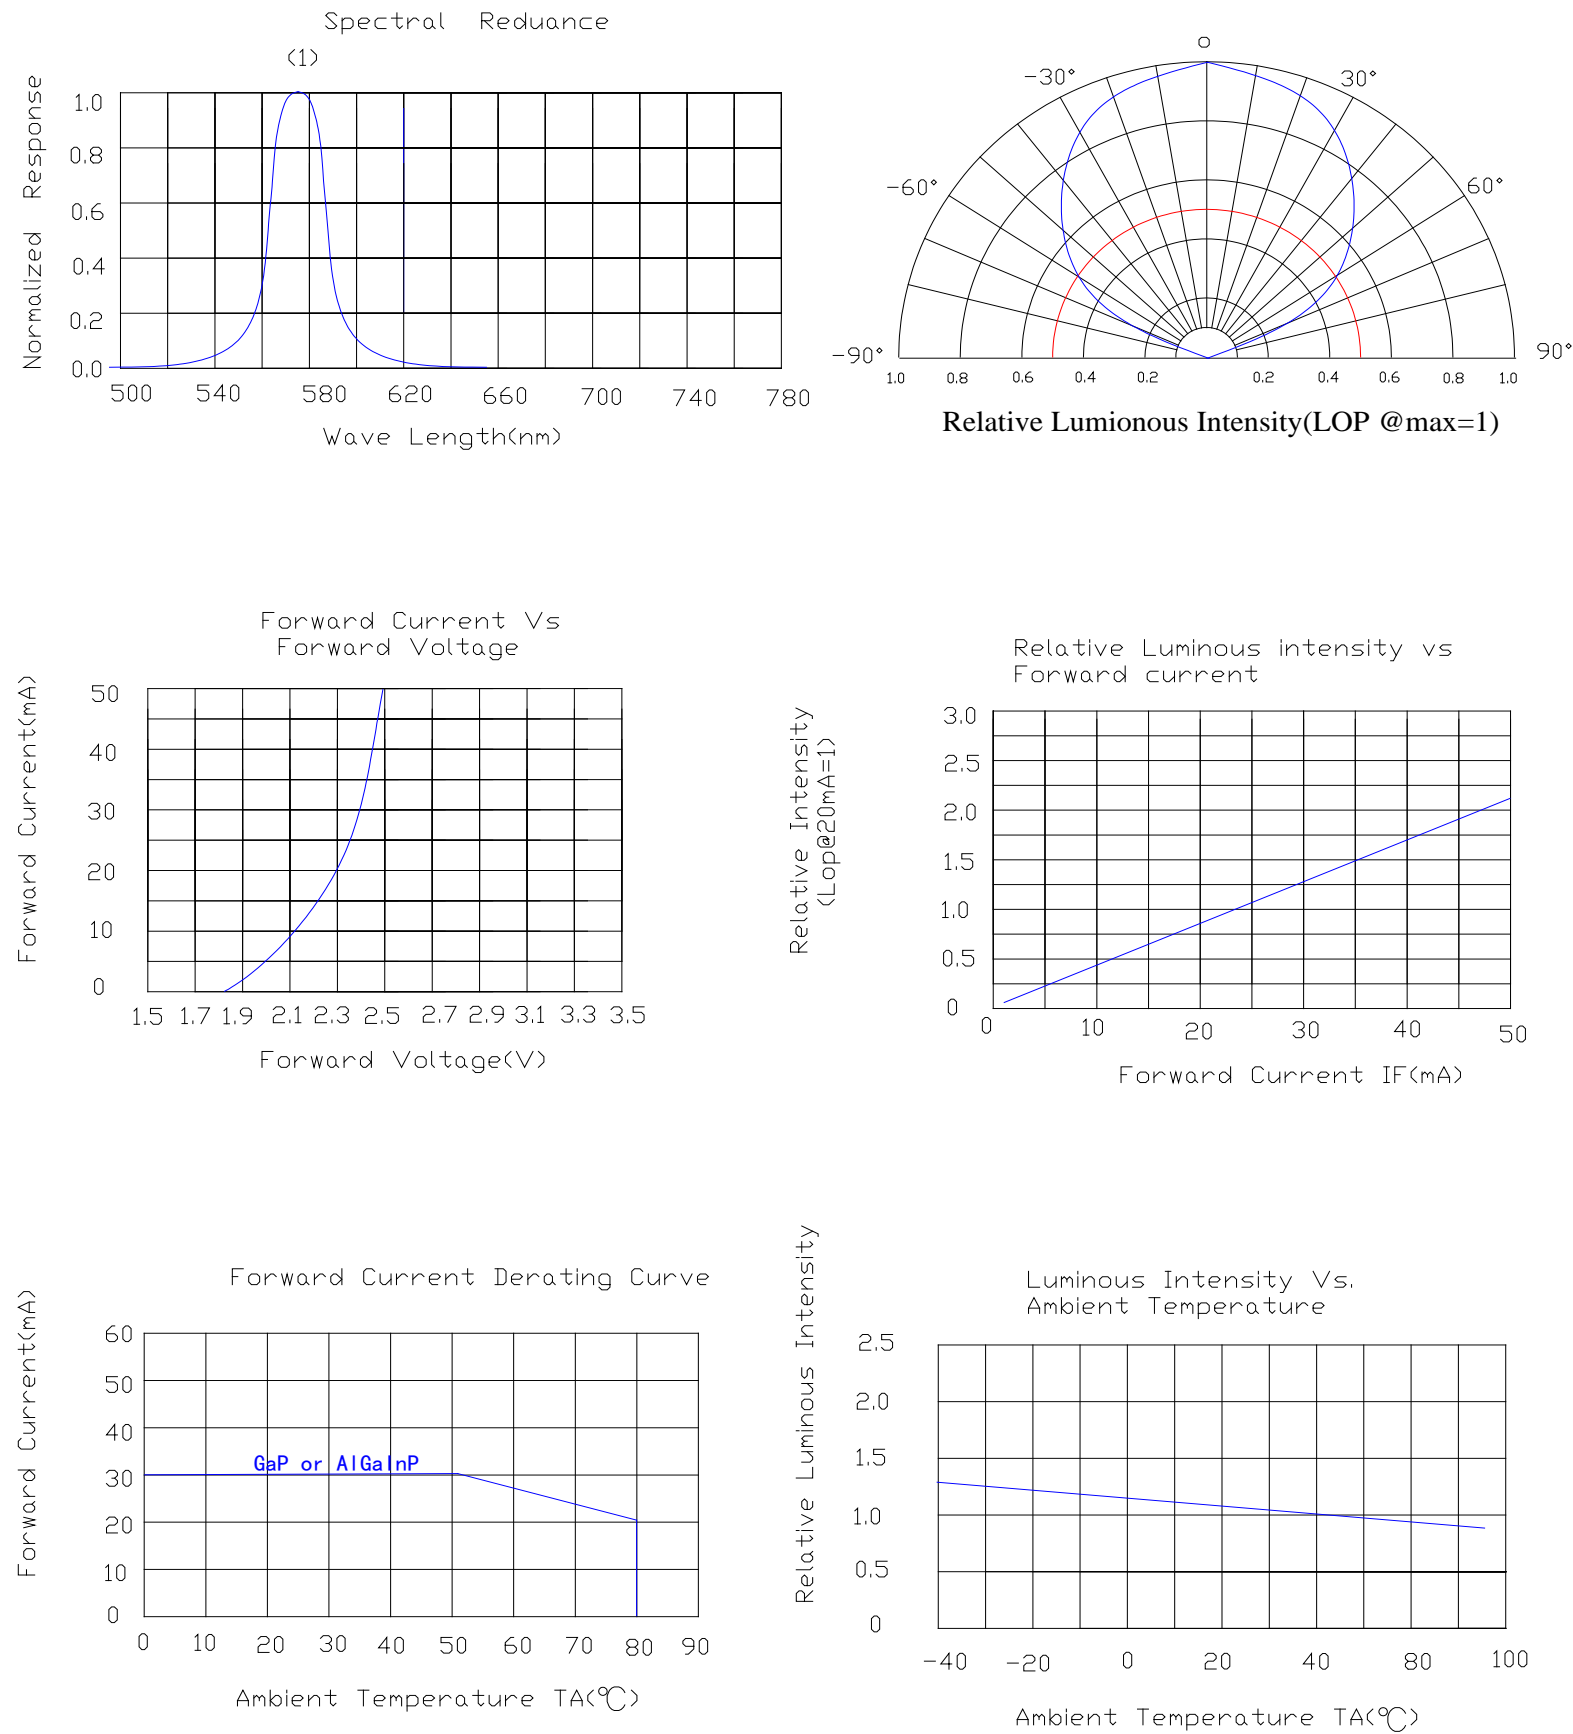 Spectral Reduance
(1)
Normalized Response
1.0
0.8
0.6
0.4
0.2
0.0
500 540 580 620 660 700 740 780
Wave Length(nm)
0
-30° 30°
-60° 60°
-90° 90°
1.0 0.8 0.6 0.4 0.2 0.2 0.4 0.6 0.8 1.0
Relative Lumionous Intensity(LOP @max=1)
Forward Current Vs
Forward Voltage
Forward Current(mA)
50
40
30
20
10
0
1.5 1.7 1.9 2.1 2.3 2.5 2.7 2.9 3.1 3.3 3.5
Forward Voltage(V)
Relative Luminous intensity vs
Forward current
Relative Intensity
(Lop@20mA=1)
3.0
2.5
2.0
1.5
1.0
0.5
0
0 10 20 30 40 50
Forward Current IF(mA)
Forward Current Derating Curve
Forward Current(mA)
60
50
40
30
20
10
0
GaP or AlGaInP
0 10 20 30 40 50 60 70 80 90
Ambient Temperature TA(℃)
Luminous Intensity Vs.
Ambient Temperature
Relative Luminous Intensity
2.5
2.0
1.5
1.0
0.5
0
-40 -20 0 20 40 80 100
Ambient Temperature TA(℃)